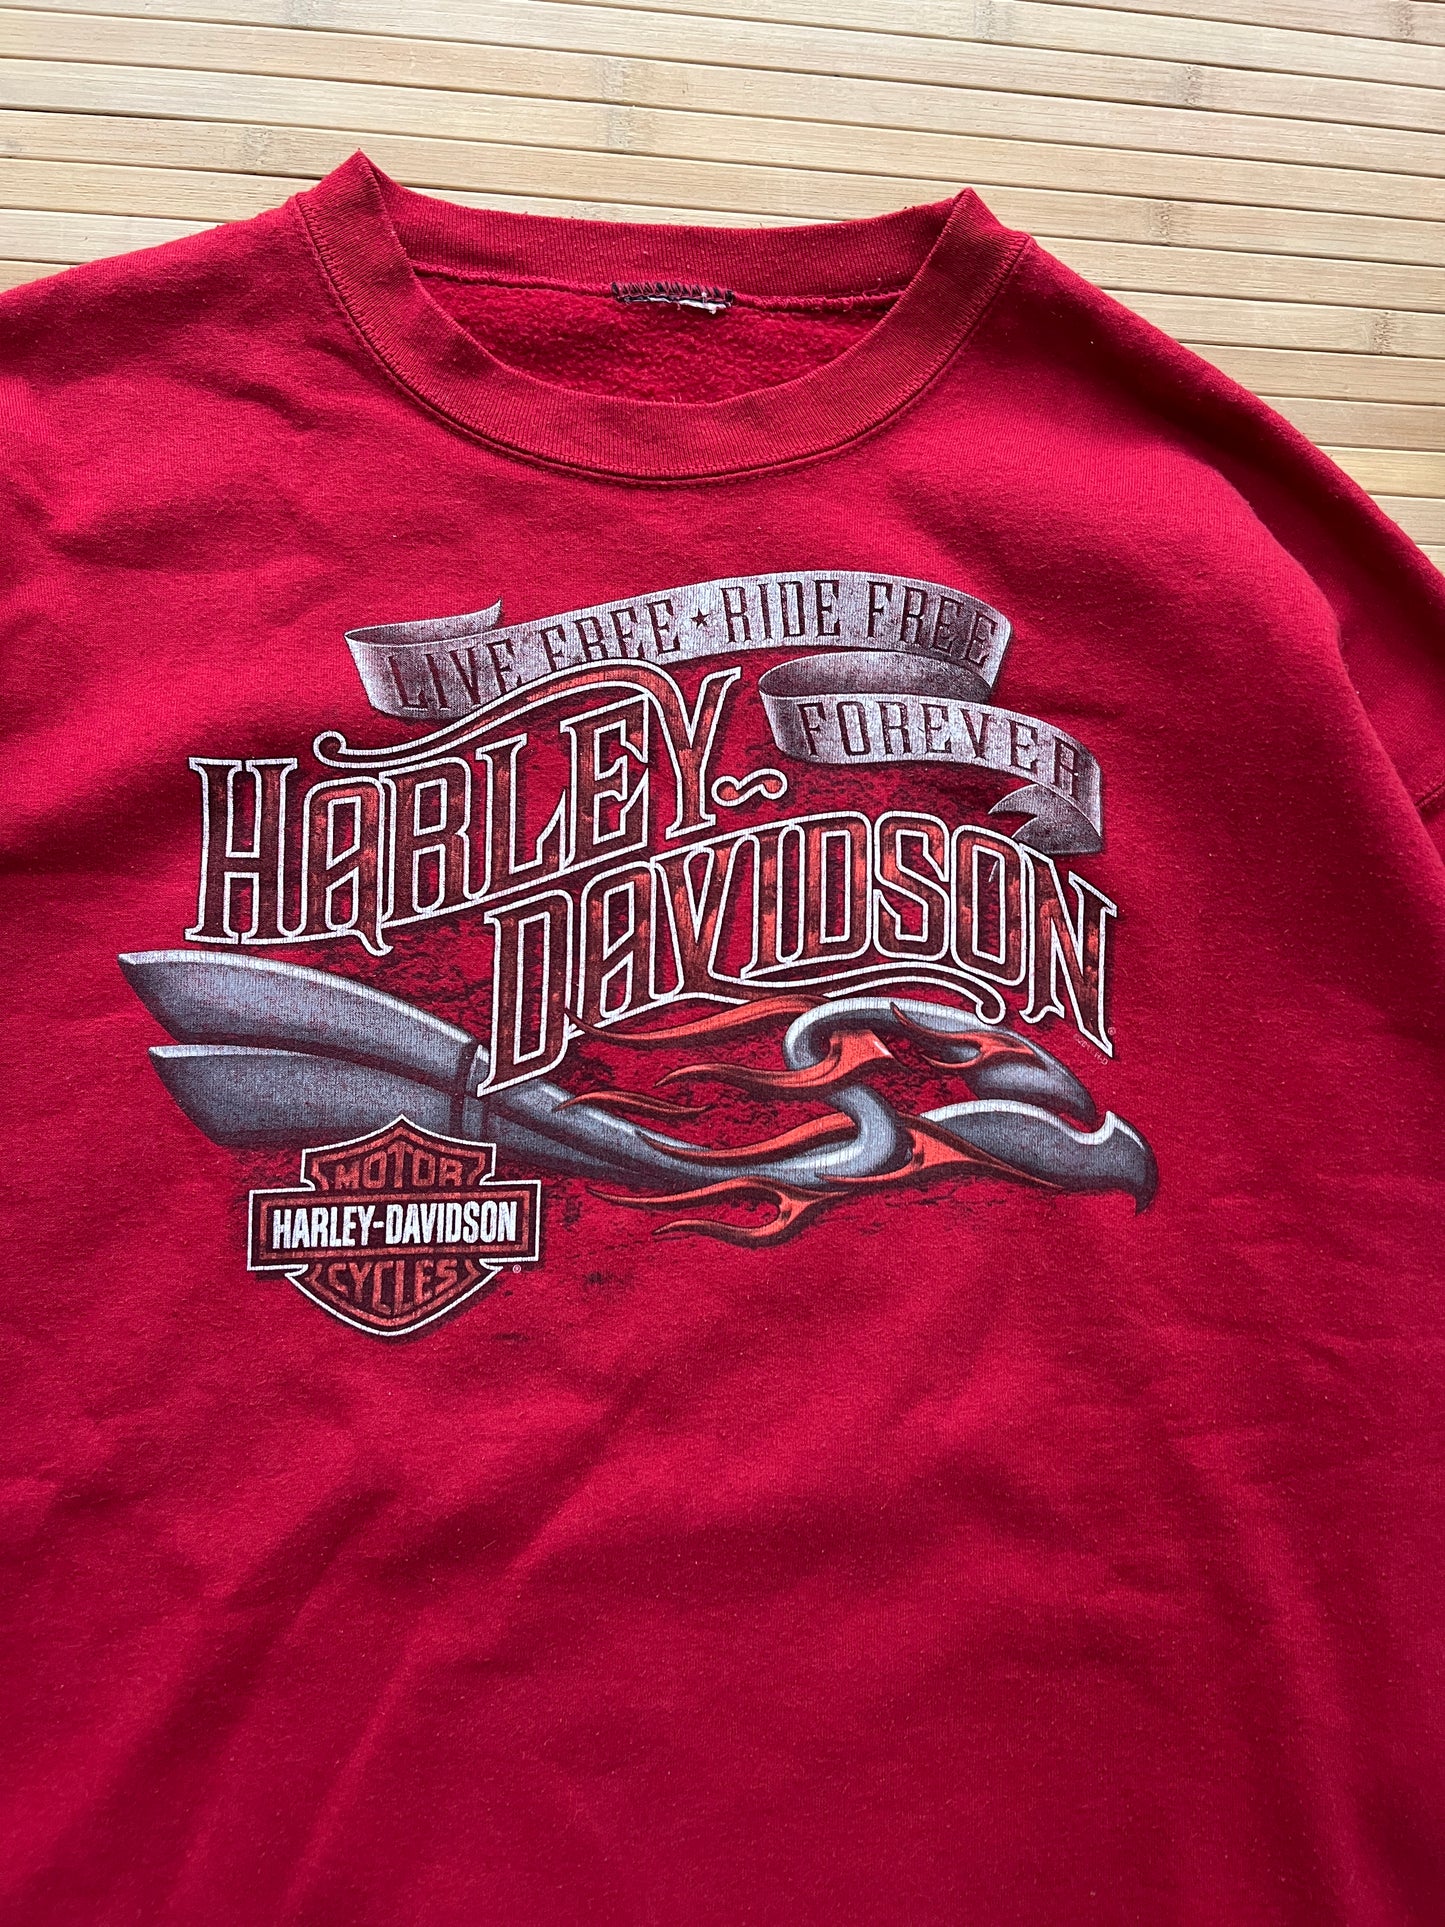 LIVE FREE ★ RIDE FREE
FOREVER
HARLEY-
DAVIDSON
®
MOTOR
HARLEY-DAVIDSON
CYCLES
®